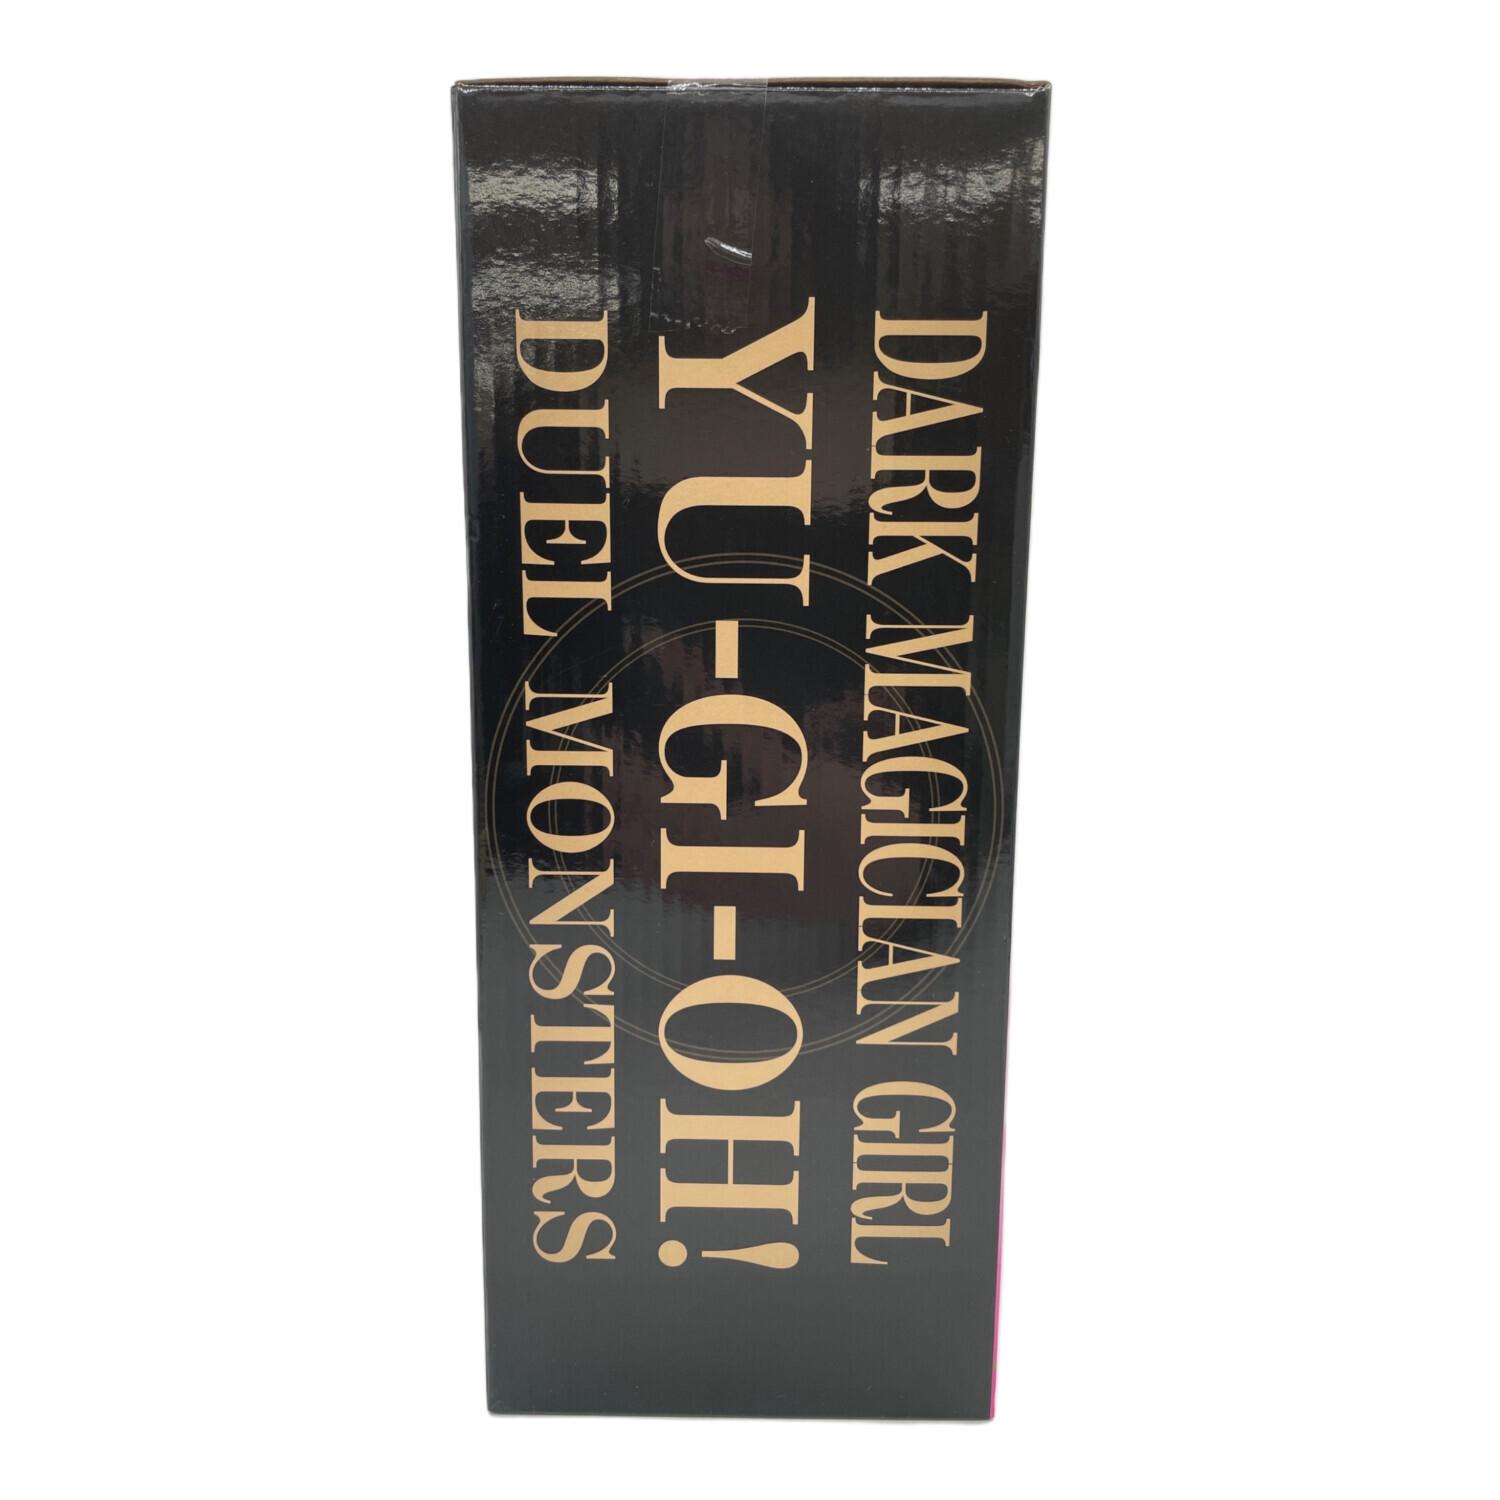 DARK MAGICIAN GIRL
YU-GI-OH!
DUEL MONSTERS